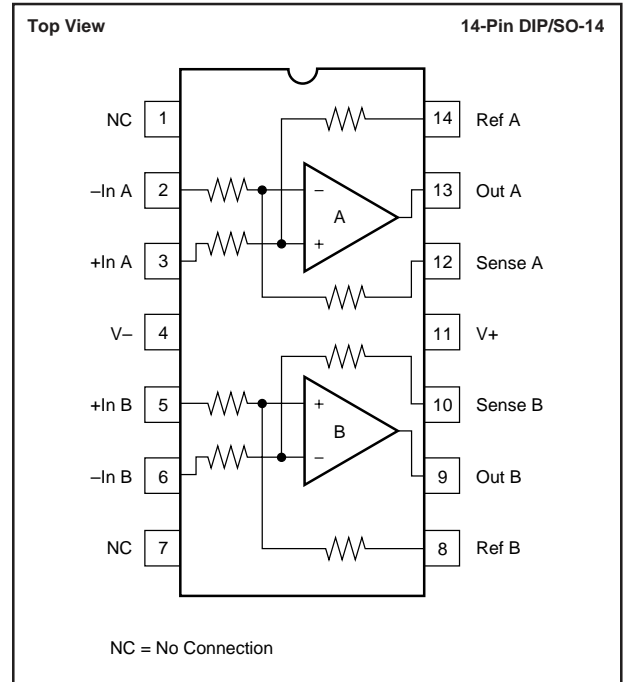 Top View 14-Pin DIP/SO-14
NC 1 14 Ref A
–In A 2 – 13 Out A
A
+In A 3 + 12 Sense A
V– 4 11 V+
+In B 5 + 10 Sense B
B
–In B 6 – 9 Out B
NC 7 8 Ref B
NC = No Connection